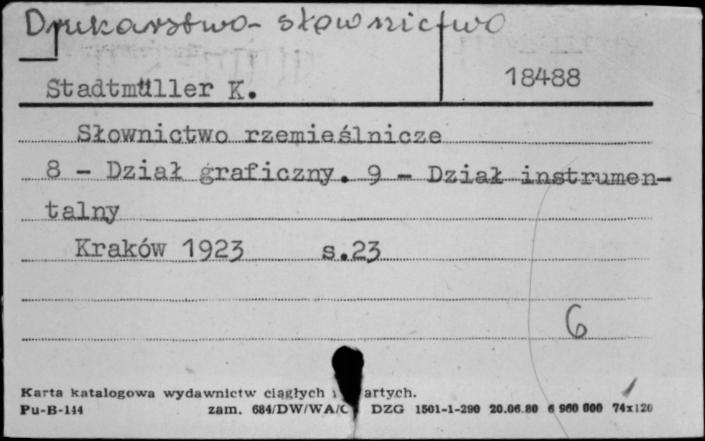 Drukarstwo - słownictwo
Stadtmüller K.
18488
Słownictwo rzemieślnicze
8 - Dział graficzny. 9 - Dział instrumen-
talny
Kraków 1923 s.23
6
Karta katalogowa wydawnictw ciągłych i artych.
Pu-B-144 zam. 684/DW/WA/ DZG 1501-1-290 20.06.80 6 960 000 74x120